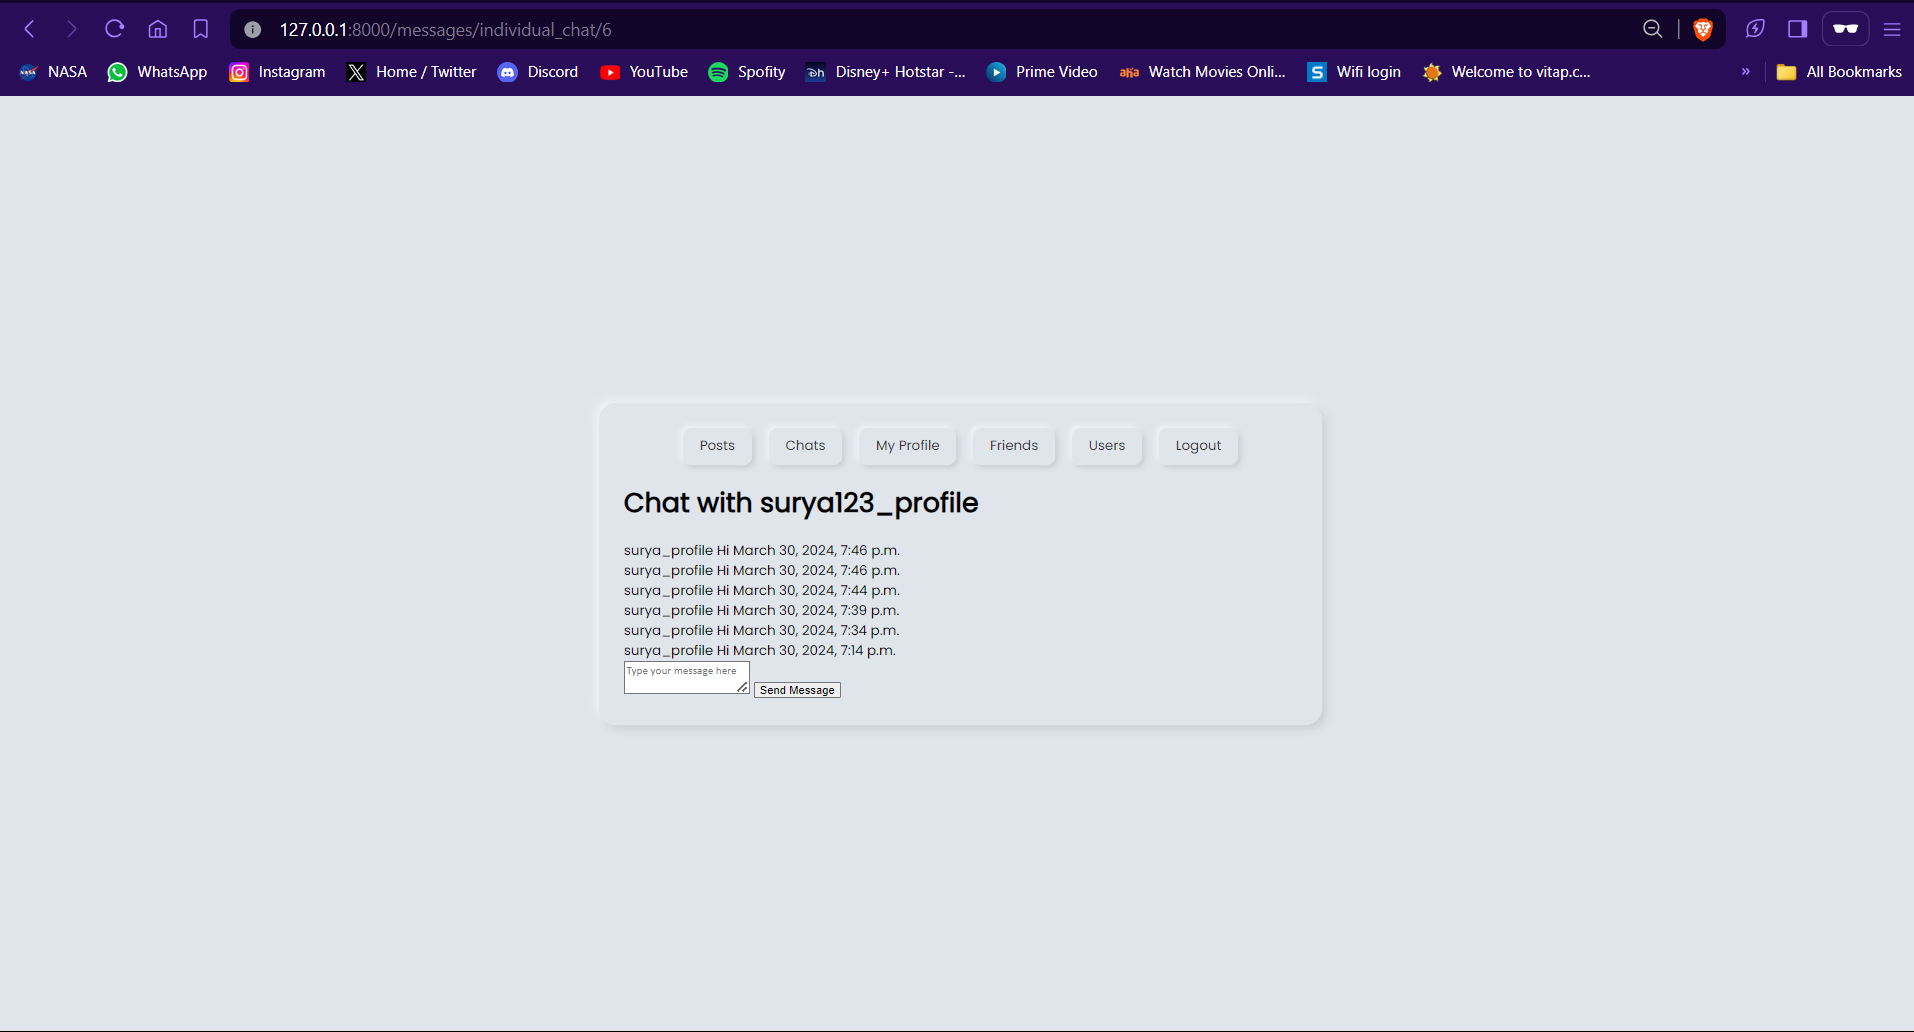 127.0.0.1:8000/messages/individual_chat/6
NASA WhatsApp Instagram Home / Twitter Discord YouTube Spofity Disney+ Hotstar -... Prime Video aha Watch Movies Onli... S Wifi login Welcome to vitap.c... » All Bookmarks
Posts Chats My Profile Friends Users Logout
Chat with surya123_profile
surya_profile Hi March 30, 2024, 7:46 p.m.
surya_profile Hi March 30, 2024, 7:46 p.m.
surya_profile Hi March 30, 2024, 7:44 p.m.
surya_profile Hi March 30, 2024, 7:39 p.m.
surya_profile Hi March 30, 2024, 7:34 p.m.
surya_profile Hi March 30, 2024, 7:14 p.m.
Type your message here
Send Message